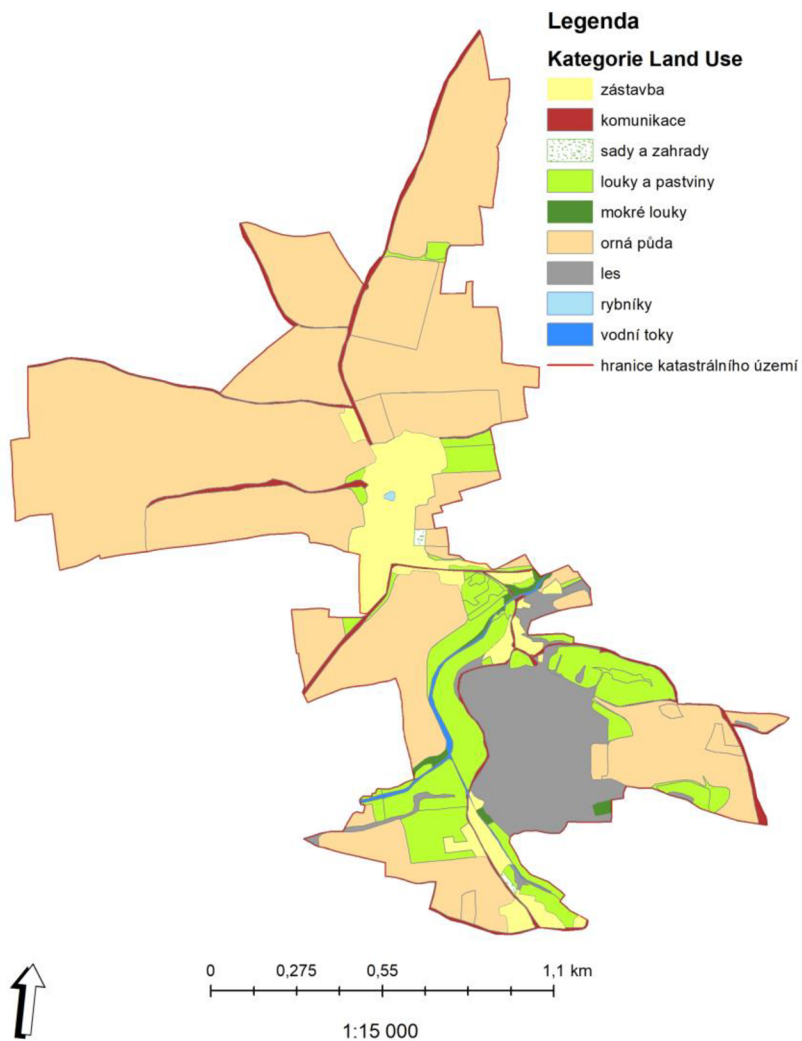 Legenda
Kategorie Land Use
zástavba
komunikace
sady a zahrady
louky a pastviny
mokré louky
orná půda
les
rybníky
vodní toky
hranice katastrálního území
0 0,275 0,55 1,1 km
1:15 000